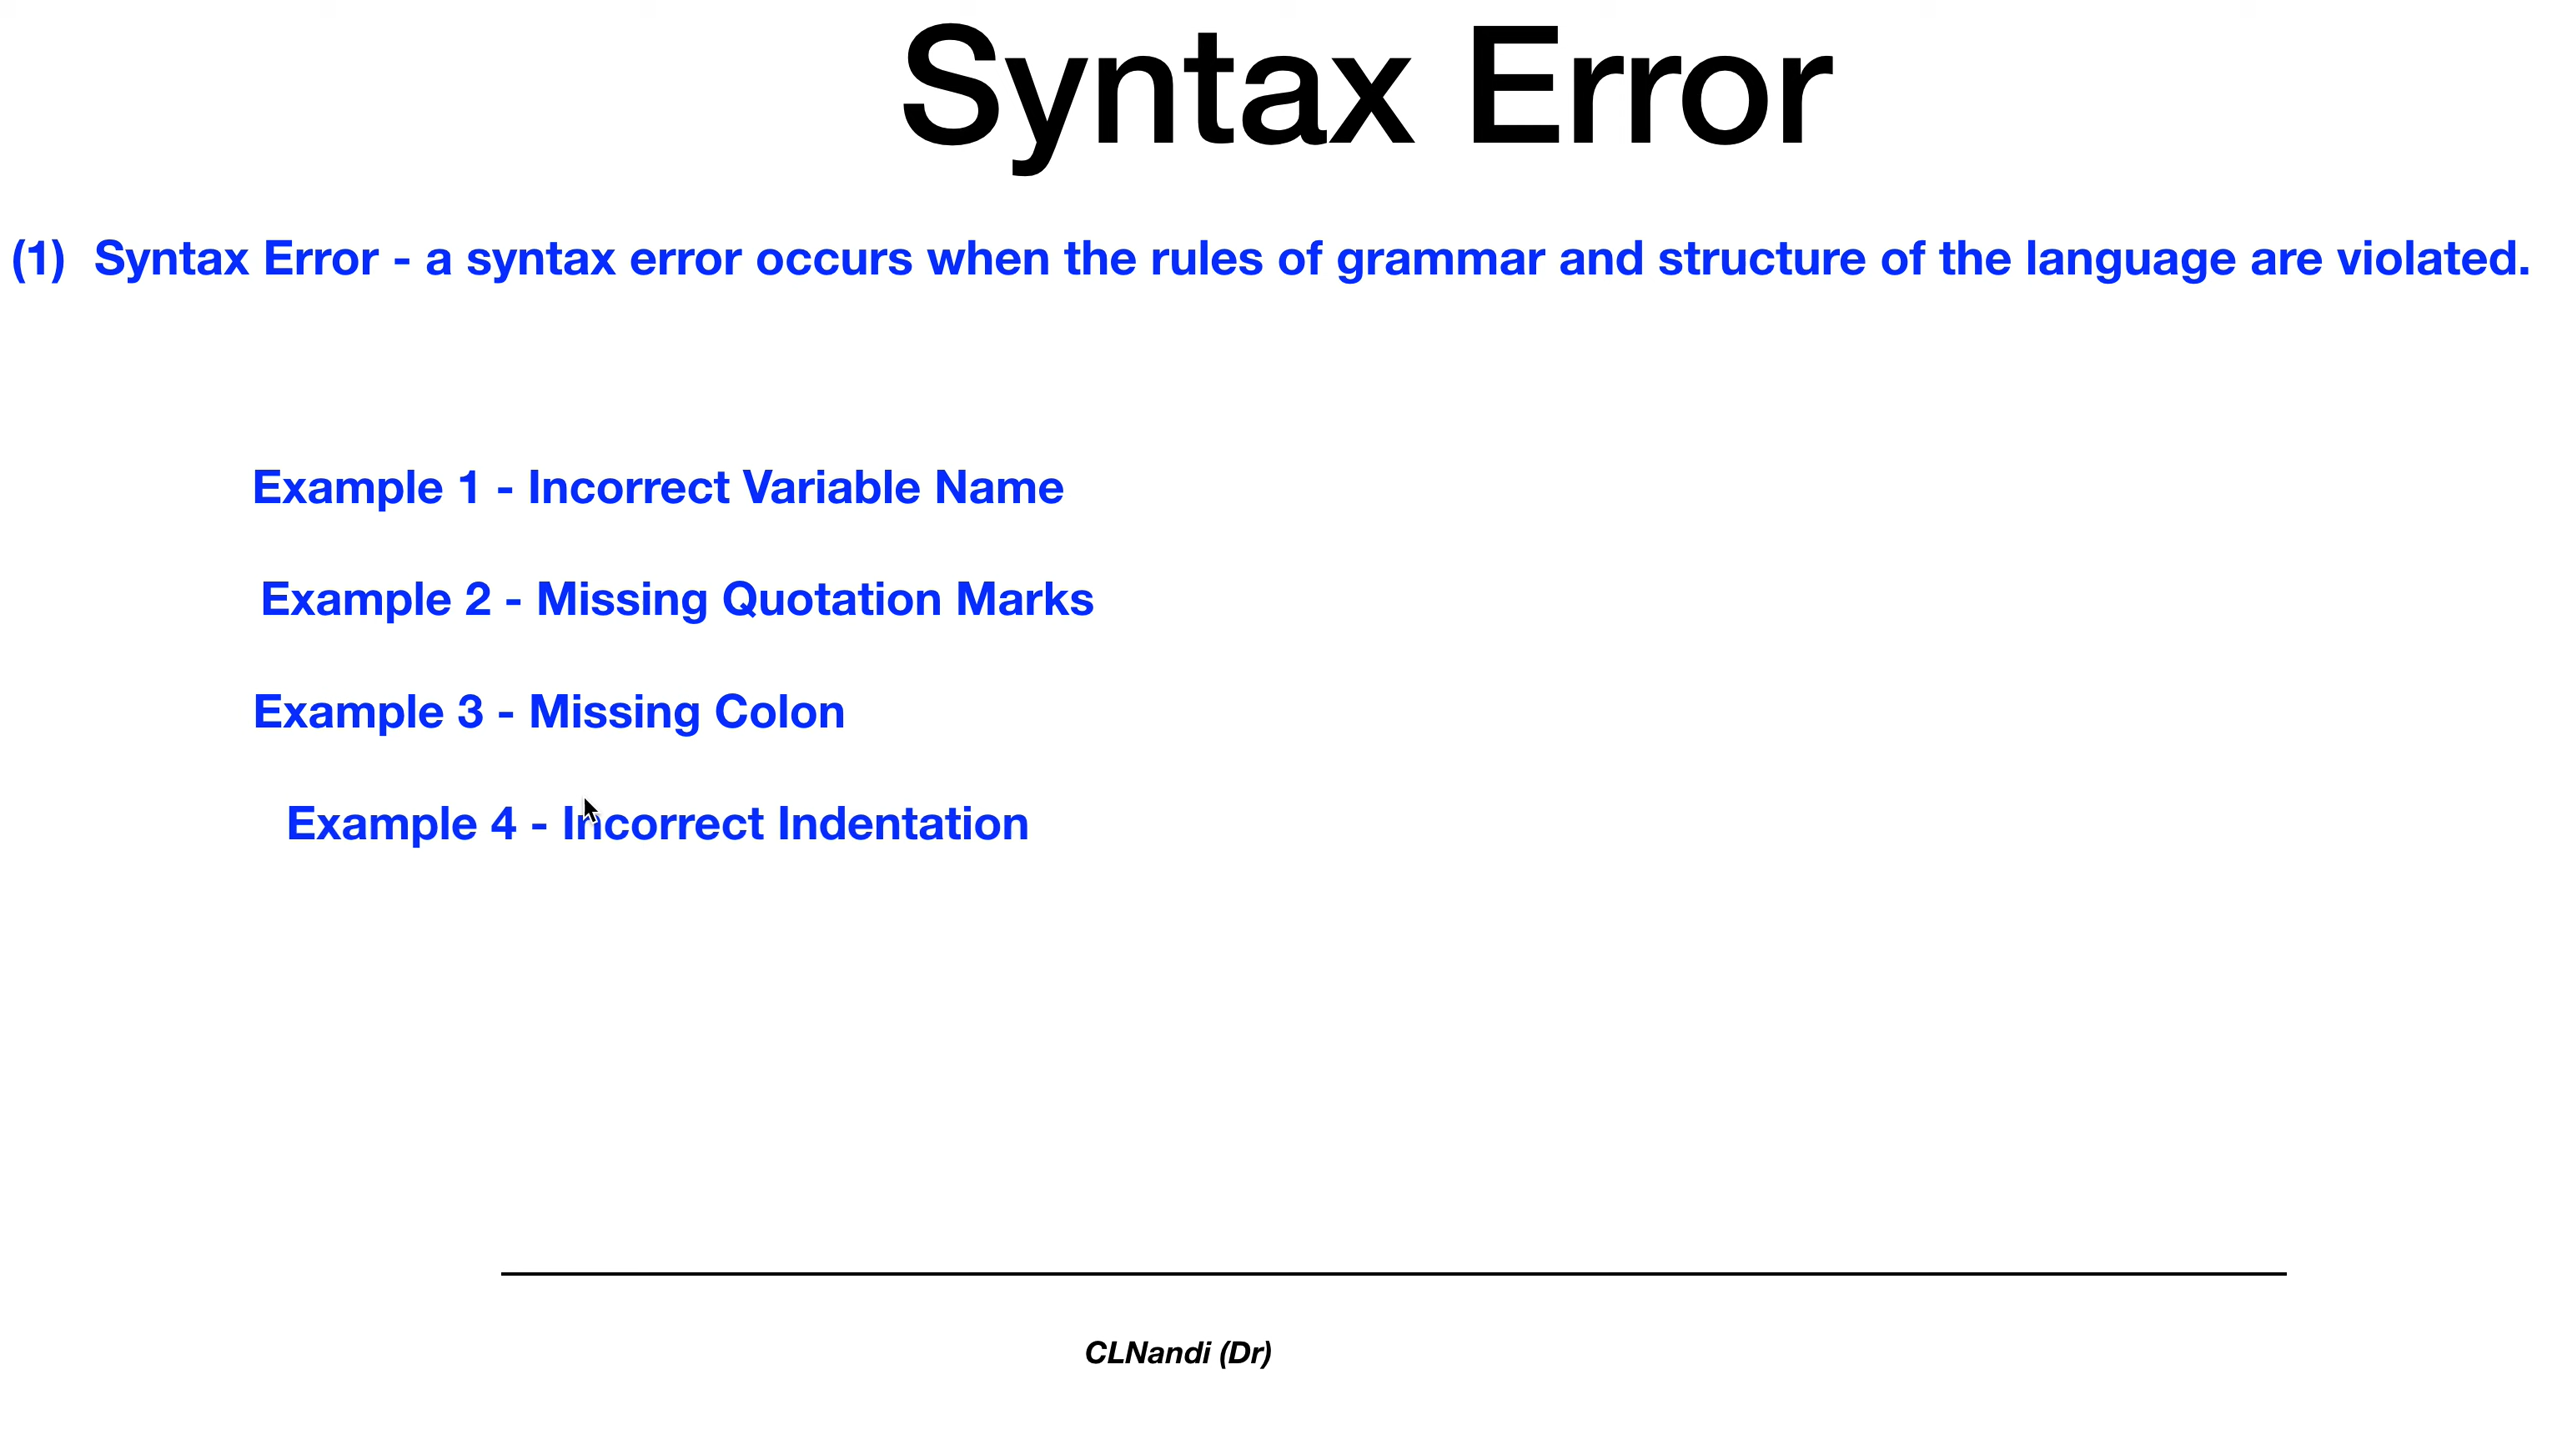 Syntax Error
(1) Syntax Error - a syntax error occurs when the rules of grammar and structure of the language are violated.
Example 1 - Incorrect Variable Name
Example 2 - Missing Quotation Marks
Example 3 - Missing Colon
Example 4 - Incorrect Indentation
CLNandi (Dr)